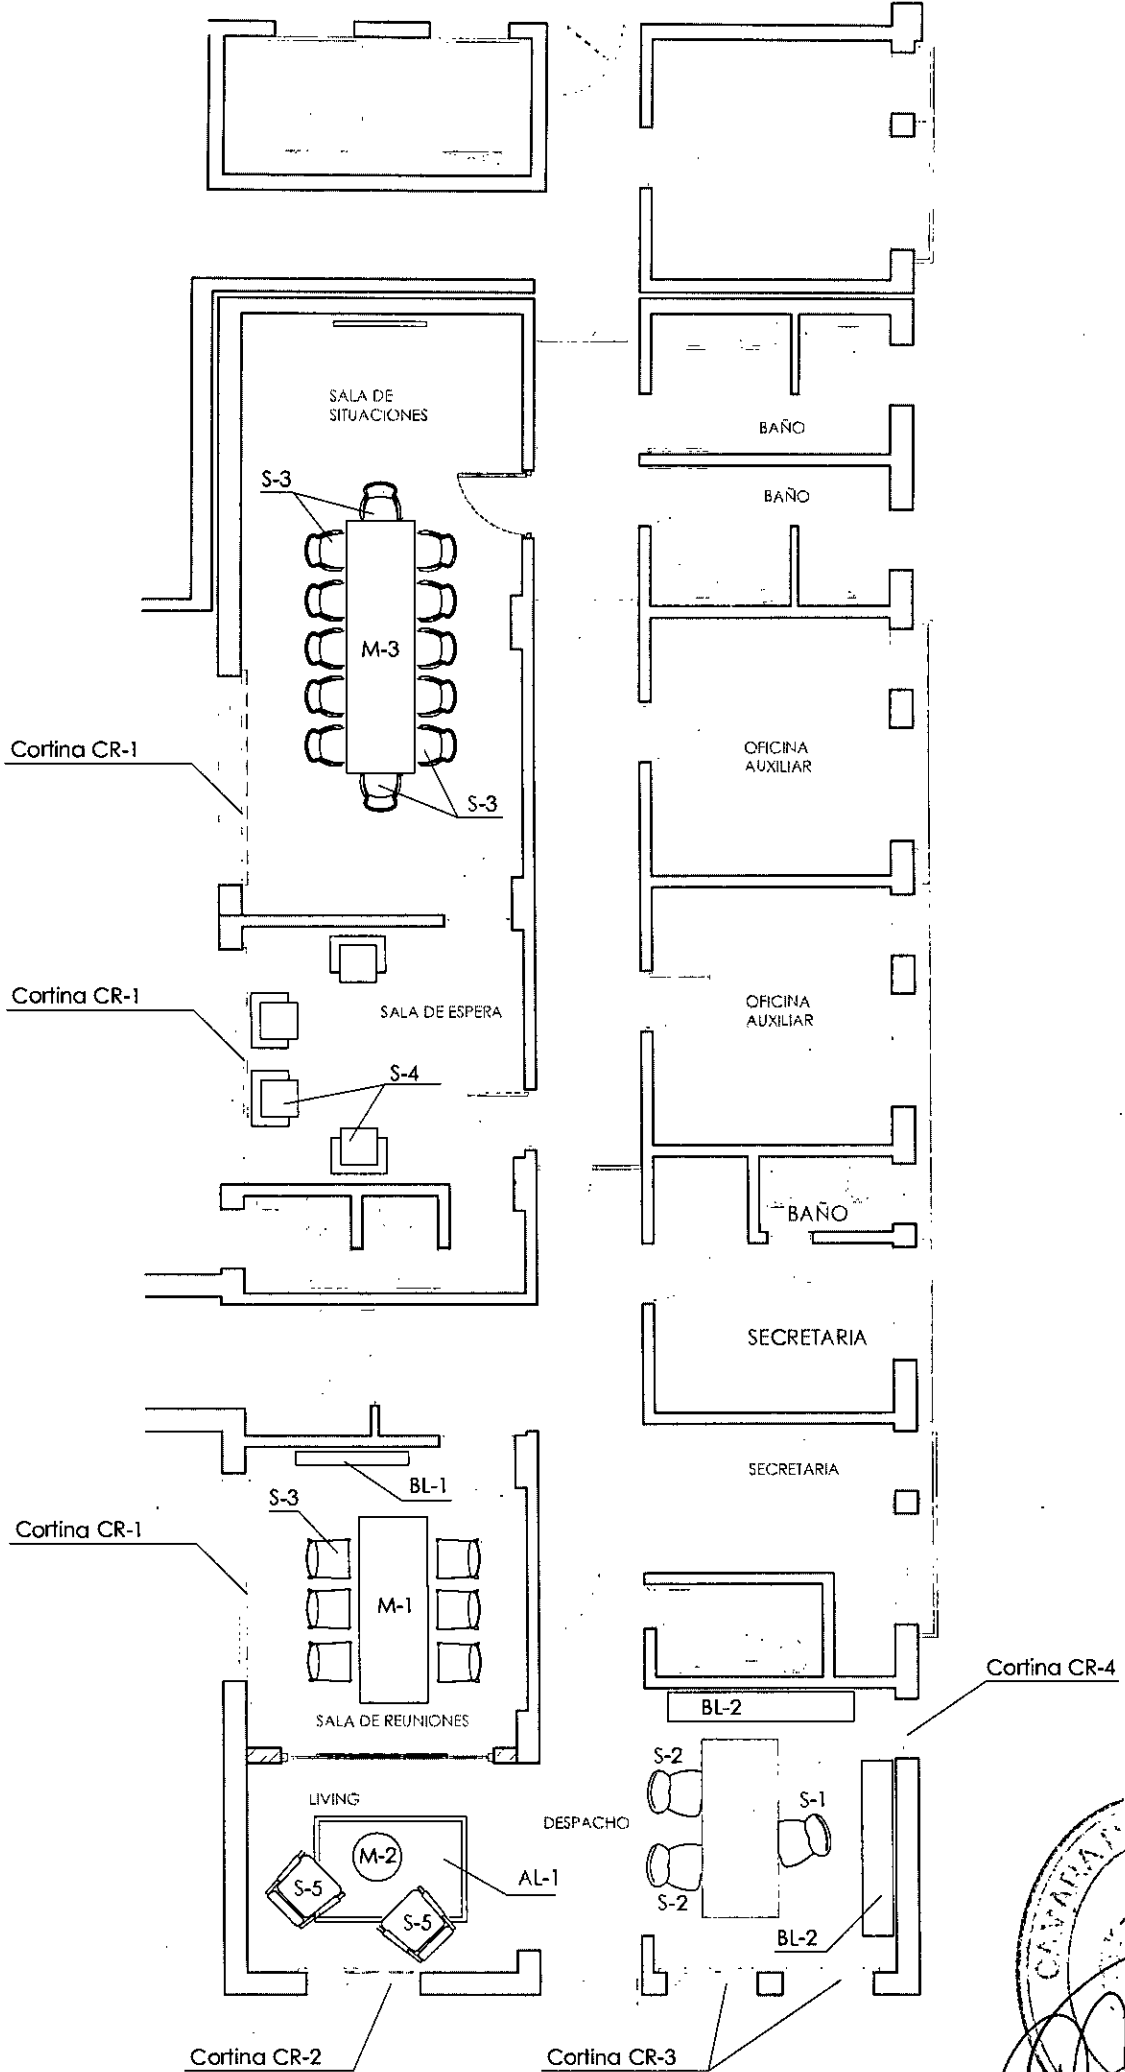 SALA DE
SITUACIONES
BAÑO
S-3
BAÑO
M-3
Cortina CR-1
OFICINA
AUXILIAR
S-3
Cortina CR-1
SALA DE ESPERA
OFICINA
AUXILIAR
S-4
BAÑO
SECRETARIA
BL-1
SECRETARIA
S-3
Cortina CR-1
M-1
Cortina CR-4
SALA DE REUNIONES
BL-2
S-2
LIVING
S-1
DESPACHO
M-2
AL-1
S-5
S-2
S-5
BL-2
Cortina CR-2
Cortina CR-3